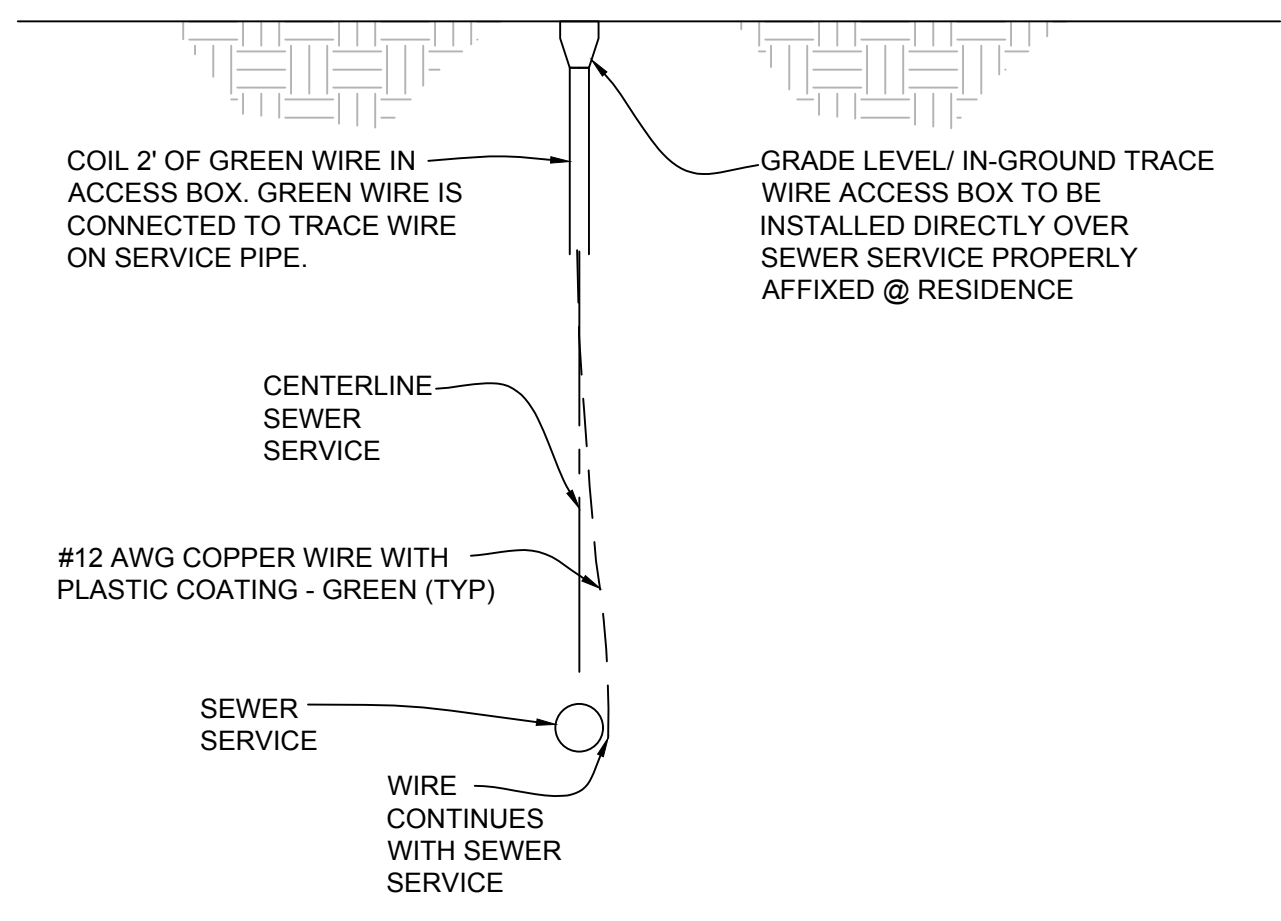 COIL 2' OF GREEN WIRE IN
ACCESS BOX. GREEN WIRE IS
CONNECTED TO TRACE WIRE
ON SERVICE PIPE.
GRADE LEVEL/ IN-GROUND TRACE
WIRE ACCESS BOX TO BE
INSTALLED DIRECTLY OVER
SEWER SERVICE PROPERLY
AFFIXED @ RESIDENCE
CENTERLINE
SEWER
SERVICE
#12 AWG COPPER WIRE WITH
PLASTIC COATING - GREEN (TYP)
SEWER
SERVICE
WIRE
CONTINUES
WITH SEWER
SERVICE